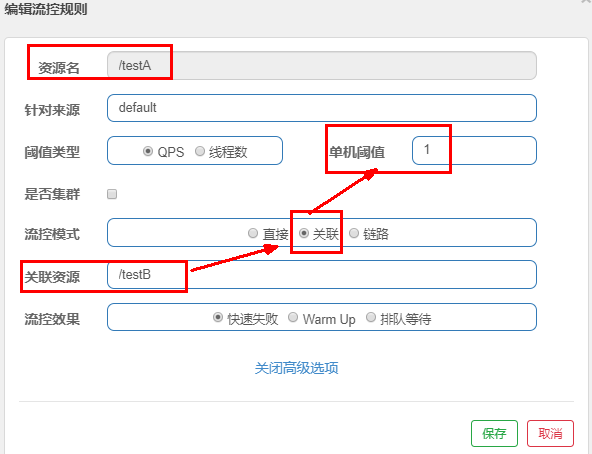 编辑流控规则
资源名 /testA
针对来源 default
阈值类型 QPS 线程数 单机阈值 1
是否集群
流控模式 直接 关联 链路
关联资源 /testB
流控效果 快速失败 Warm Up 排队等待
关闭高级选项
保存 取消